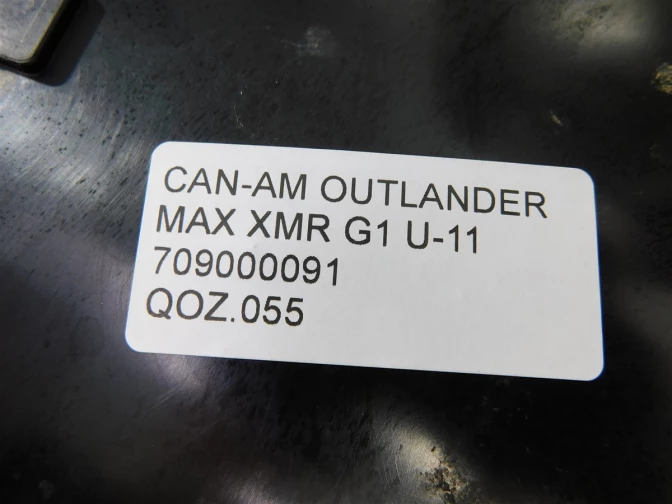 CAN-AM OUTLANDER
MAX XMR G1 U-11
709000091
QOZ.055